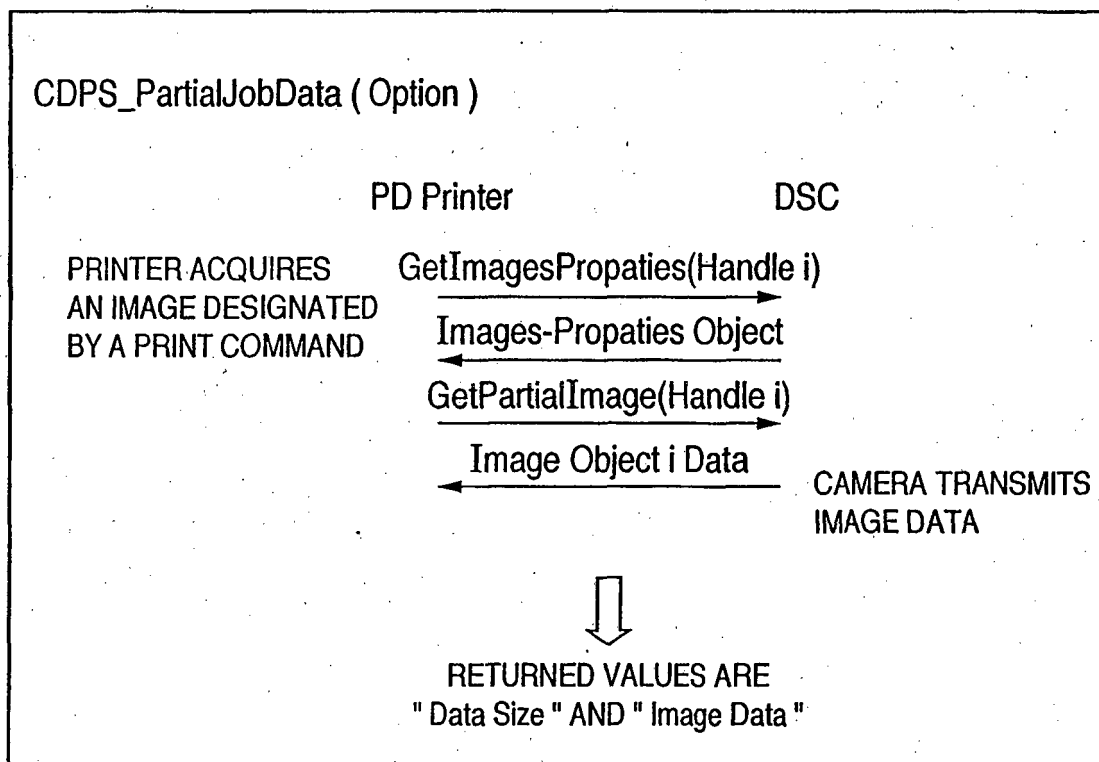 CDPS_PartialJobData ( Option )
PD Printer
DSC
PRINTER ACQUIRES
AN IMAGE DESIGNATED
BY A PRINT COMMAND
GetImagesPropaties(Handle i)
Images-Propaties Object
GetPartialImage(Handle i)
Image Object i Data
CAMERA TRANSMITS
IMAGE DATA
RETURNED VALUES ARE
" Data Size " AND " Image Data "